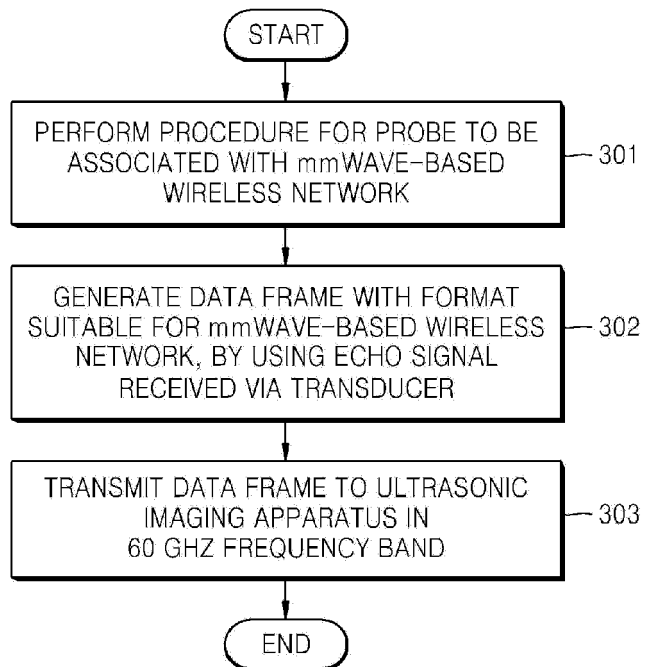 START
PERFORM PROCEDURE FOR PROBE TO BE
ASSOCIATED WITH mmWAVE-BASED
WIRELESS NETWORK
301
GENERATE DATA FRAME WITH FORMAT
SUITABLE FOR mmWAVE-BASED WIRELESS
NETWORK, BY USING ECHO SIGNAL
RECEIVED VIA TRANSDUCER
302
TRANSMIT DATA FRAME TO ULTRASONIC
IMAGING APPARATUS IN
60 GHZ FREQUENCY BAND
303
END